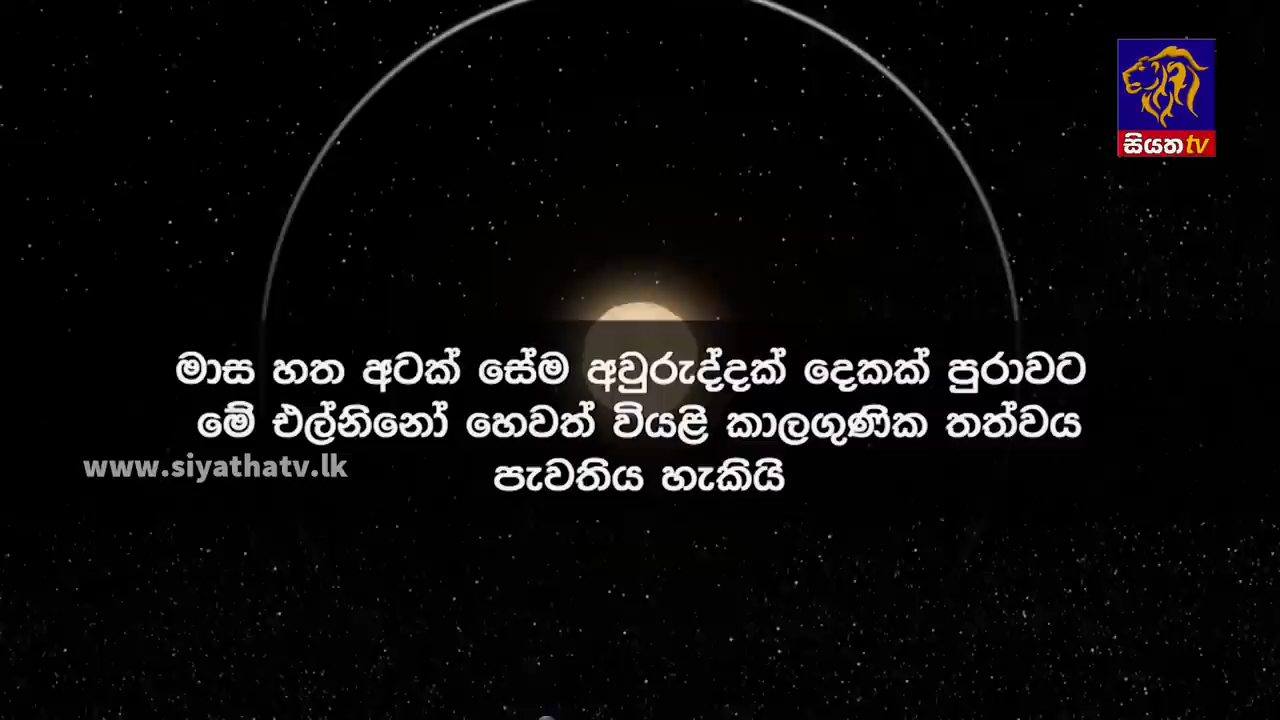 සියත tv
මාස හත අටක් සේම අවුරුද්දක් දෙකක් පුරාවට
මේ එල්නිනෝ හෙවත් වියළි කාලගුණික තත්වය
www.siyathatv.lk
පැවතිය හැකියි